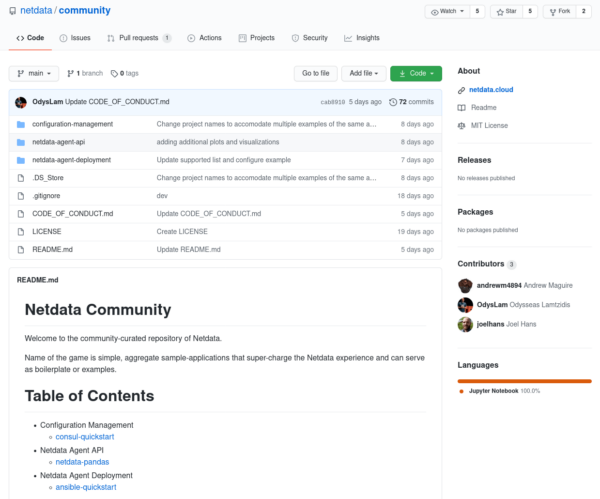 netdata / community
Watch 5 Star 5 Fork 2
Code Issues Pull requests 1 Actions Projects Security Insights
main 1 branch 0 tags Go to file Add file Code
OdysLam Update CODE_OF_CONDUCT.md 5 days ago 72 commits
configuration-management Change project names to accomodate multiple examples of the same a... 8 days ago
netdata-agent-api adding additional plots and visualizations 8 days ago
netdata-agent-deployment Update supported list and configure example 7 days ago
.DS_Store Change project names to accomodate multiple examples of the same a... 8 days ago
.gitignore dev 18 days ago
CODE_OF_CONDUCT.md Update CODE_OF_CONDUCT.md 5 days ago
LICENSE Create LICENSE 19 days ago
README.md Update README.md 5 days ago
README.md
Netdata Community
Welcome to the community-curated repository of Netdata.
Name of the game is simple, aggregate sample-applications that super-charge the Netdata experience and can serve
as boilerplate or examples.
Table of Contents
Configuration Management
consul-quickstart
Netdata Agent API
netdata-pandas
Netdata Agent Deployment
ansible-quickstart
About
netdata.cloud
Readme
MIT License
Releases
No releases published
Packages
No packages published
Contributors 3
andrewm4894 Andrew Maguire
OdysLam Odysseas Lamtzidis
joelhans Joel Hans
Languages
Jupyter Notebook 100.0%